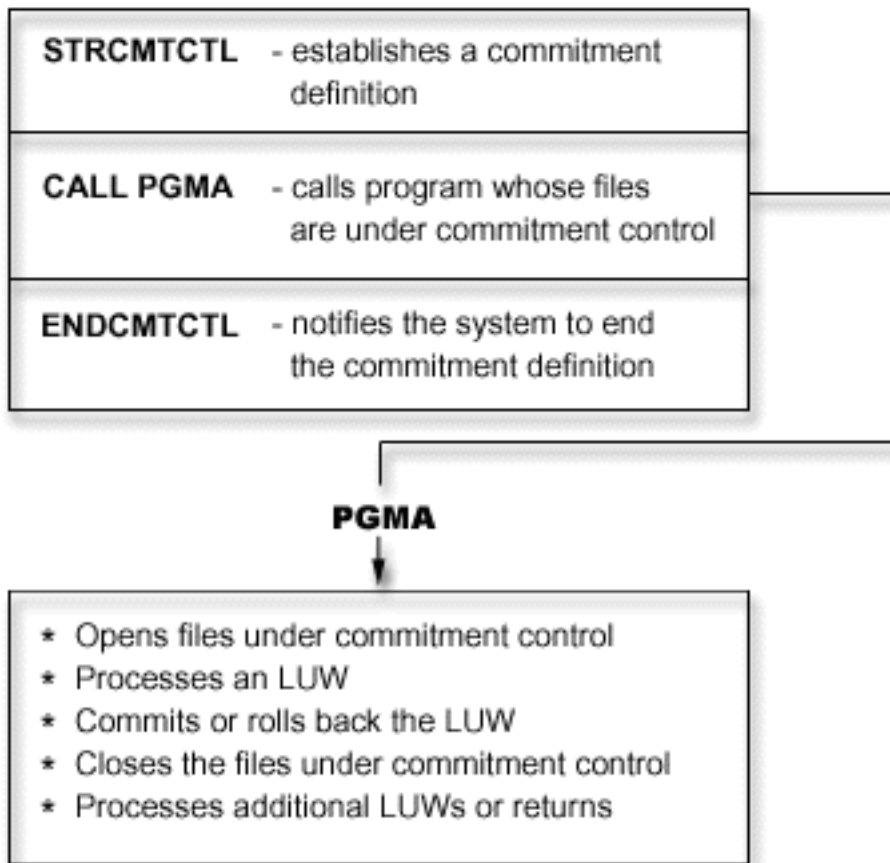 STRCMTCTL - establishes a commitment
definition
CALL PGMA - calls program whose files
are under commitment control
ENDCMTCTL - notifies the system to end
the commitment definition
PGMA
* Opens files under commitment control
* Processes an LUW
* Commits or rolls back the LUW
* Closes the files under commitment control
* Processes additional LUWs or returns